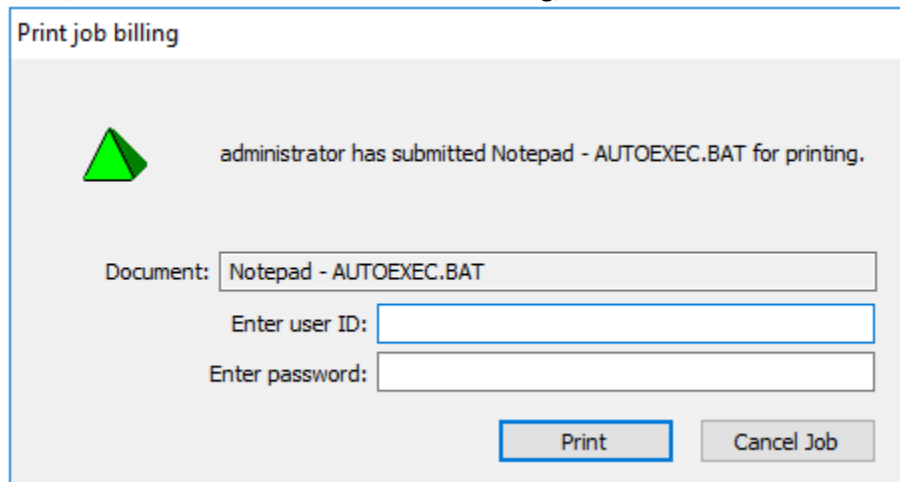 Print job billing
administrator has submitted Notepad - AUTOEXEC.BAT for printing.
Document: Notepad - AUTOEXEC.BAT
Enter user ID:
Enter password:
Print Cancel Job